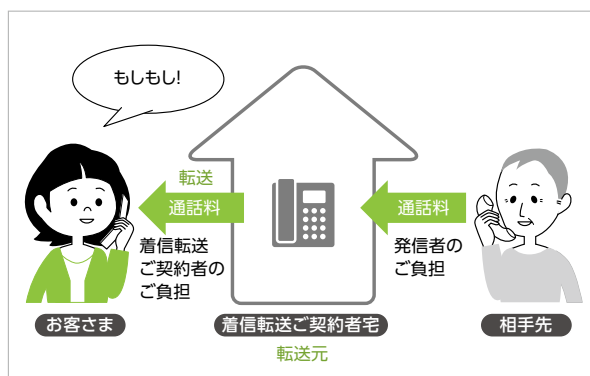 もしもし!
転送
通話料
着信転送
ご契約者の
ご負担
通話料
発信者の
ご負担
お客さま
着信転送ご契約者宅
相手先
転送元